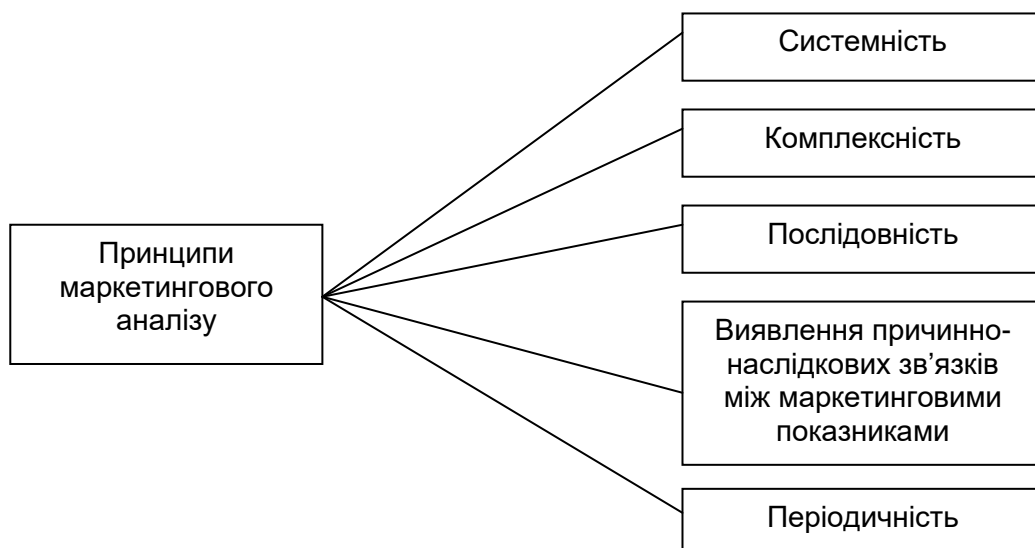 Системність
Комплексність
Послідовність
Принципи
маркетингового
аналізу
Виявлення причинно-
наслідкових зв’язків
між маркетинговими
показниками
Періодичність